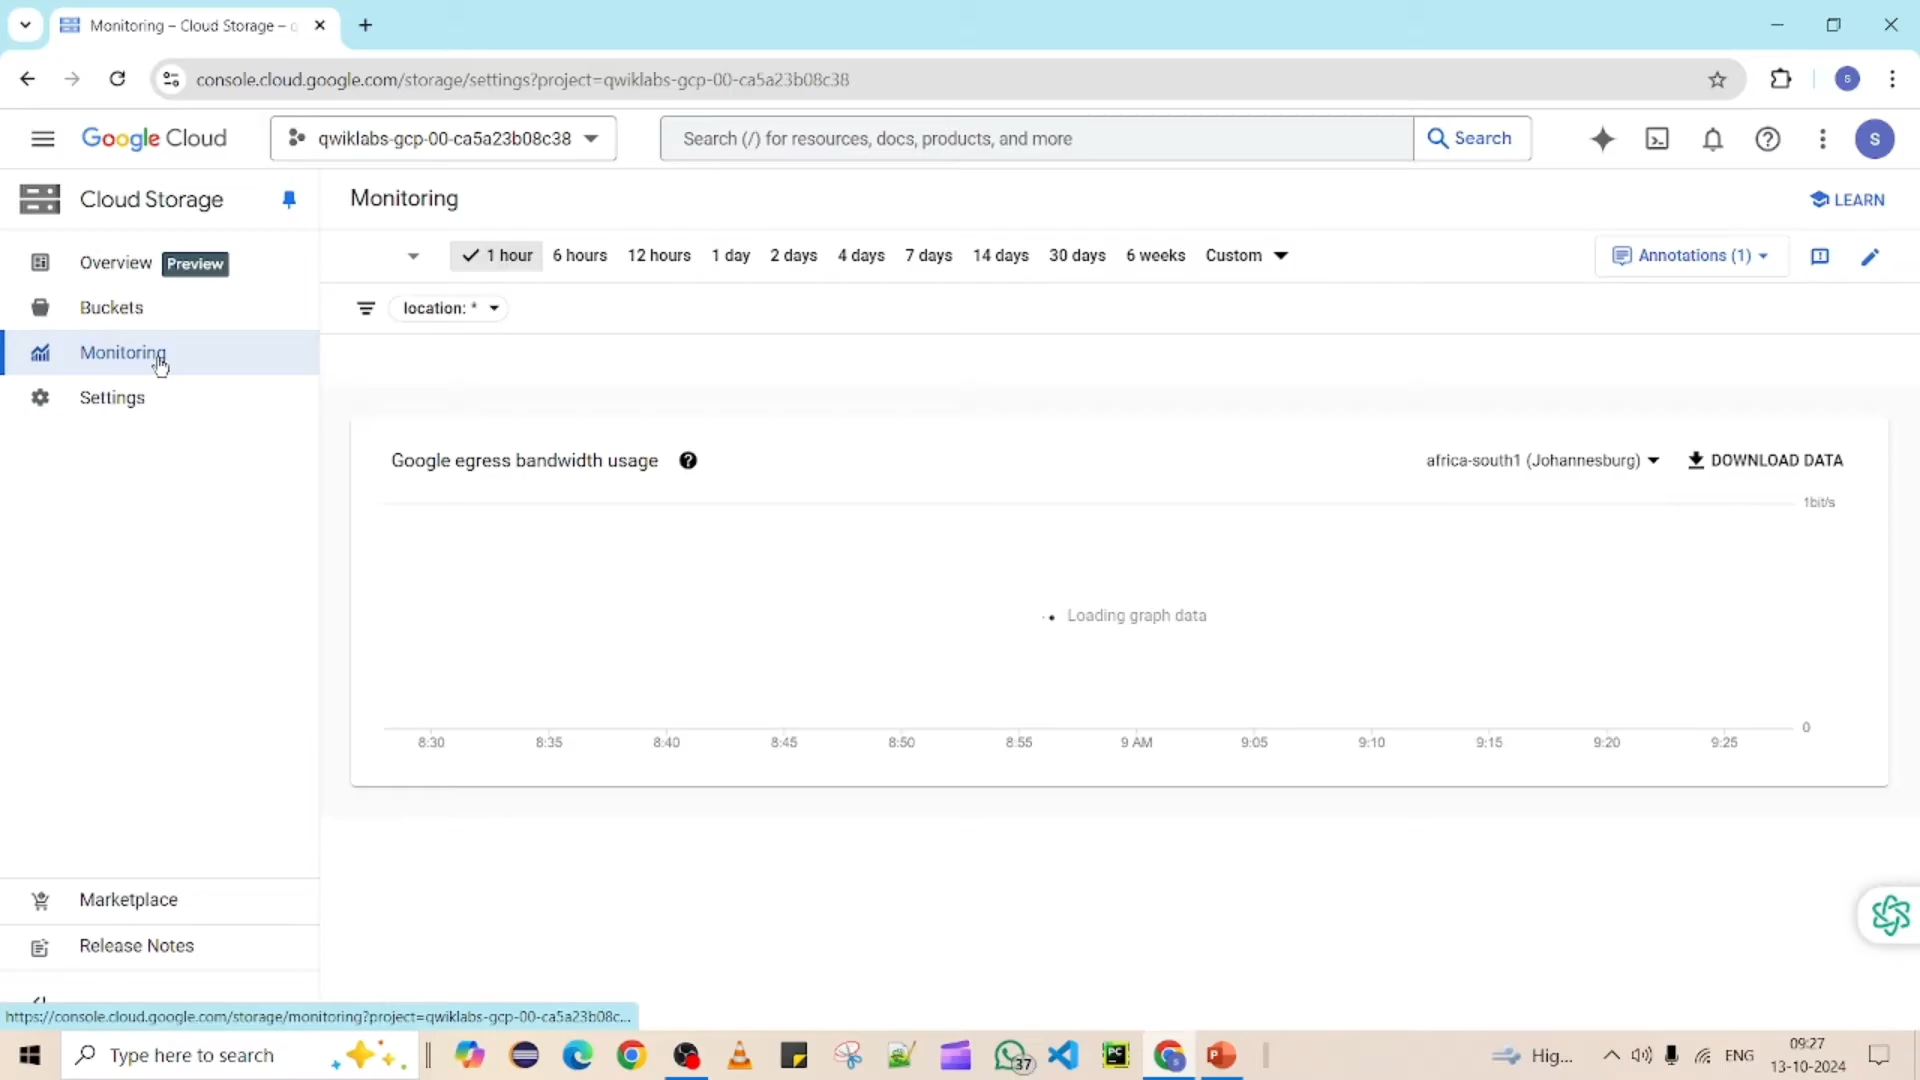 Monitoring – Cloud Storage – q
console.cloud.google.com/storage/settings?project=qwiklabs-gcp-00-ca5a23b08c38
S
Google Cloud
qwiklabs-gcp-00-ca5a23b08c38
Search (/) for resources, docs, products, and more
Search
S
Cloud Storage
Monitoring
LEARN
Overview Preview
Buckets
Monitoring
Settings
1 hour 6 hours 12 hours 1 day 2 days 4 days 7 days 14 days 30 days 6 weeks Custom
Annotations (1)
location: *
Google egress bandwidth usage
africa-south1 (Johannesburg)
DOWNLOAD DATA
1bit/s
Loading graph data
0
8:30 8:35 8:40 8:45 8:50 8:55 9 AM 9:05 9:10 9:15 9:20 9:25
Marketplace
Release Notes
https://console.cloud.google.com/storage/monitoring?project=qwiklabs-gcp-00-ca5a23b08c...
Type here to search
37
PC
P
Hig...
ENG
09:27
13-10-2024